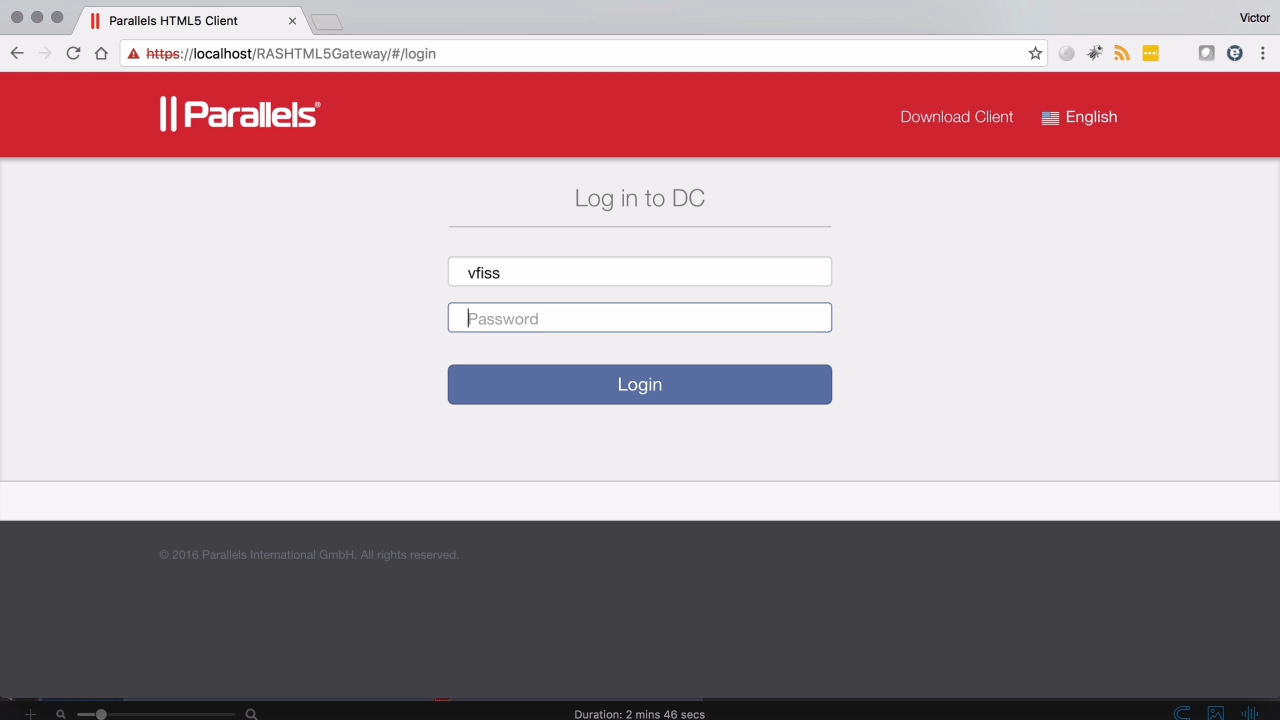 Parallels HTML5 Client
Victor
https://localhost/RASHTML5Gateway/#/login
Parallels®
Download Client
English
Log in to DC
vfiss
Password
Login
© 2016 Parallels International GmbH. All rights reserved.
Duration: 2 mins 46 secs